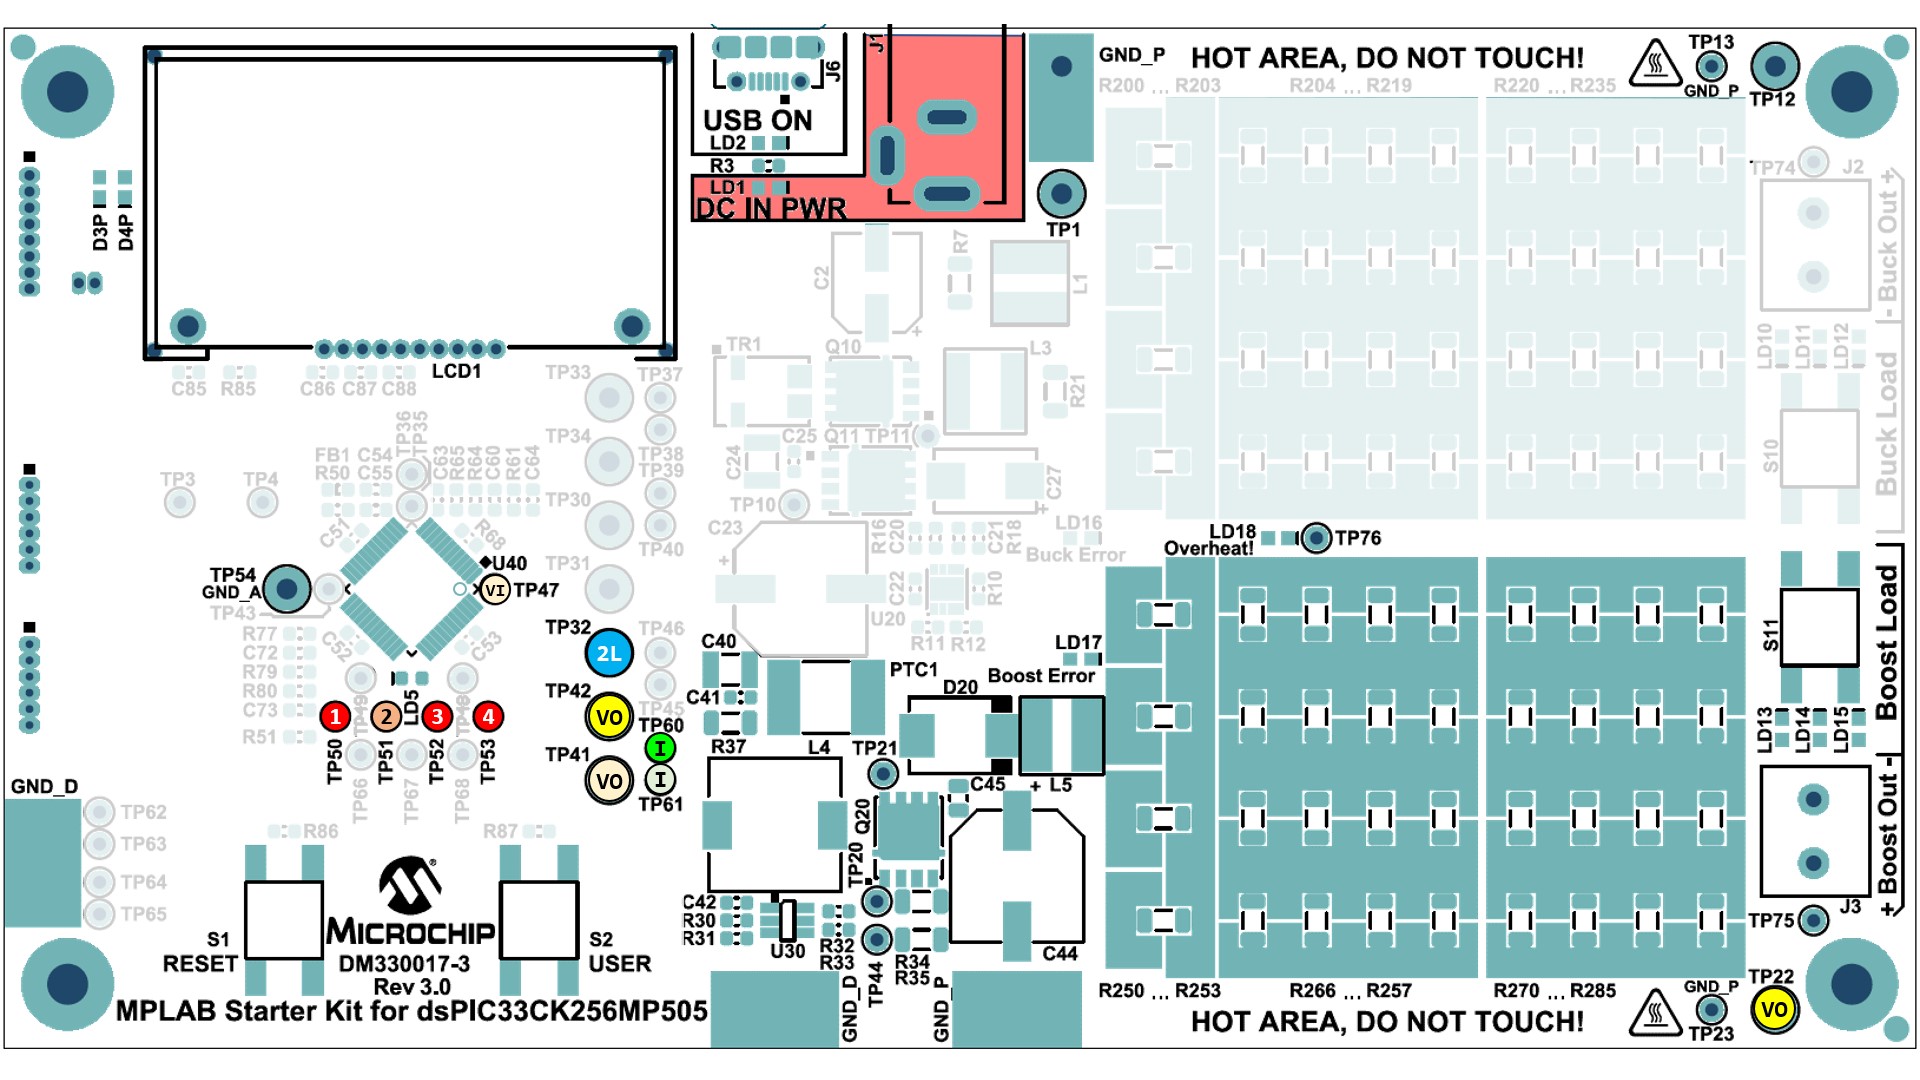 J1
J6
GND_P
HOT AREA, DO NOT TOUCH!
TP13
GND_P
TP12
R200 ... R203
R204 ... R219
R220 ... R235
USB ON
LD2
R3
LD1
DC IN PWR
TP1
D3P
D4P
TP74
J2
- Buck Out +
C2
R7
L1
LCD1
TR1
Q10
L3
R21
LD10
LD11
LD12
Buck Load
S10
C85
R85
C86
C87
C88
TP33
TP37
TP36
TP35
TP34
TP38
TP39
C25
Q11
TP11
C24
C27
FB1
C54
R50
C55
C63
R65
R64
C60
R61
C64
TP3
TP4
TP30
TP10
TP40
C51
R68
C23
R16
C20
C21
R18
LD16
Buck Error
LD18
Overheat!
TP76
U40
TP54
GND_A
TP43
VI
TP47
TP31
C22
R10
U20
R11
R12
TP32
2L
TP46
R77
C72
R79
R80
C73
R51
C52
C53
C40
C41
R37
L4
PTC1
D20
LD17
Boost Error
S11
Boost Load
TP42
VO
TP45
TP60
I
TP41
VO
I
TP61
1
2
3
4
TP49
LD5
TP48
TP50
TP51
TP52
TP53
TP66
TP67
TP68
TP21
C45
+ L5
LD13
LD14
LD15
GND_D
TP62
TP63
TP64
TP65
R86
R87
Q20
TP20
+ Boost Out -
J3
TP75
MICROCHIP
S1
RESET
S2
USER
DM330017-3
Rev 3.0
MPLAB Starter Kit for dsPIC33CK256MP505
C42
R30
R31
U30
R32
R33
TP44
R34
R35
C44
GND_D
GND_P
R250 ... R253
R266 ... R257
R270 ... R285
HOT AREA, DO NOT TOUCH!
TP22
GND_P
VO
TP23